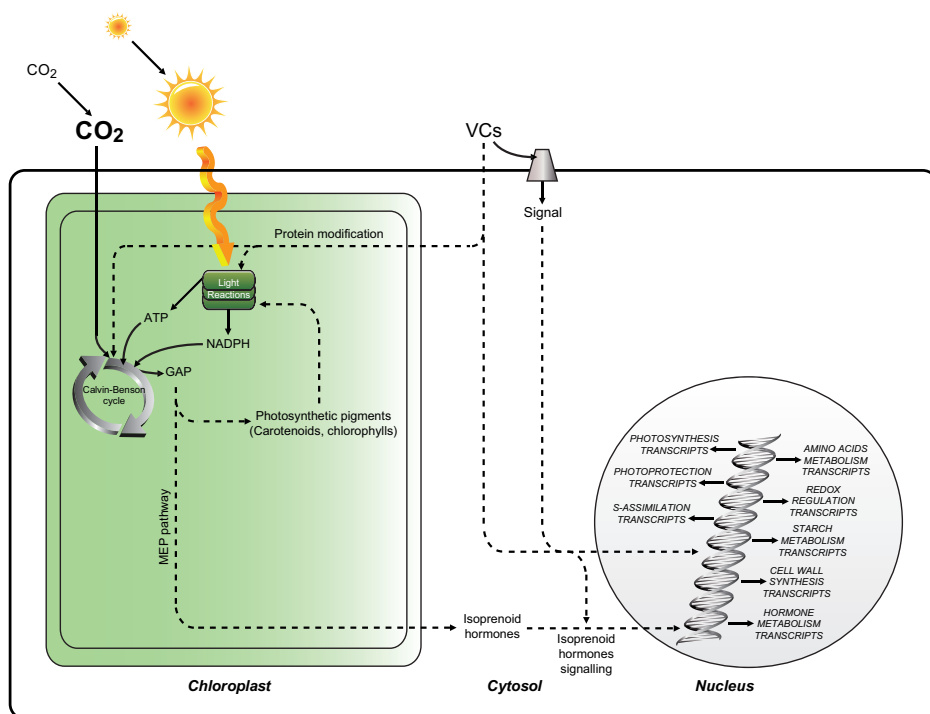 CO2
CO2
VCs
Signal
Protein modification
Light
Reactions
ATP
NADPH
GAP
Calvin-Benson
cycle
Photosynthetic pigments
(Carotenoids, chlorophylls)
MEP pathway
Isoprenoid
hormones
Isoprenoid
hormones
signalling
PHOTOSYNTHESIS
TRANSCRIPTS
PHOTOPROTECTION
TRANSCRIPTS
S-ASSIMILATION
TRANSCRIPTS
AMINO ACIDS
METABOLISM
TRANSCRIPTS
REDOX
REGULATION
TRANSCRIPTS
STARCH
METABOLISM
TRANSCRIPTS
CELL WALL
SYNTHESIS
TRANSCRIPTS
HORMONE
METABOLISM
TRANSCRIPTS
Chloroplast
Cytosol
Nucleus